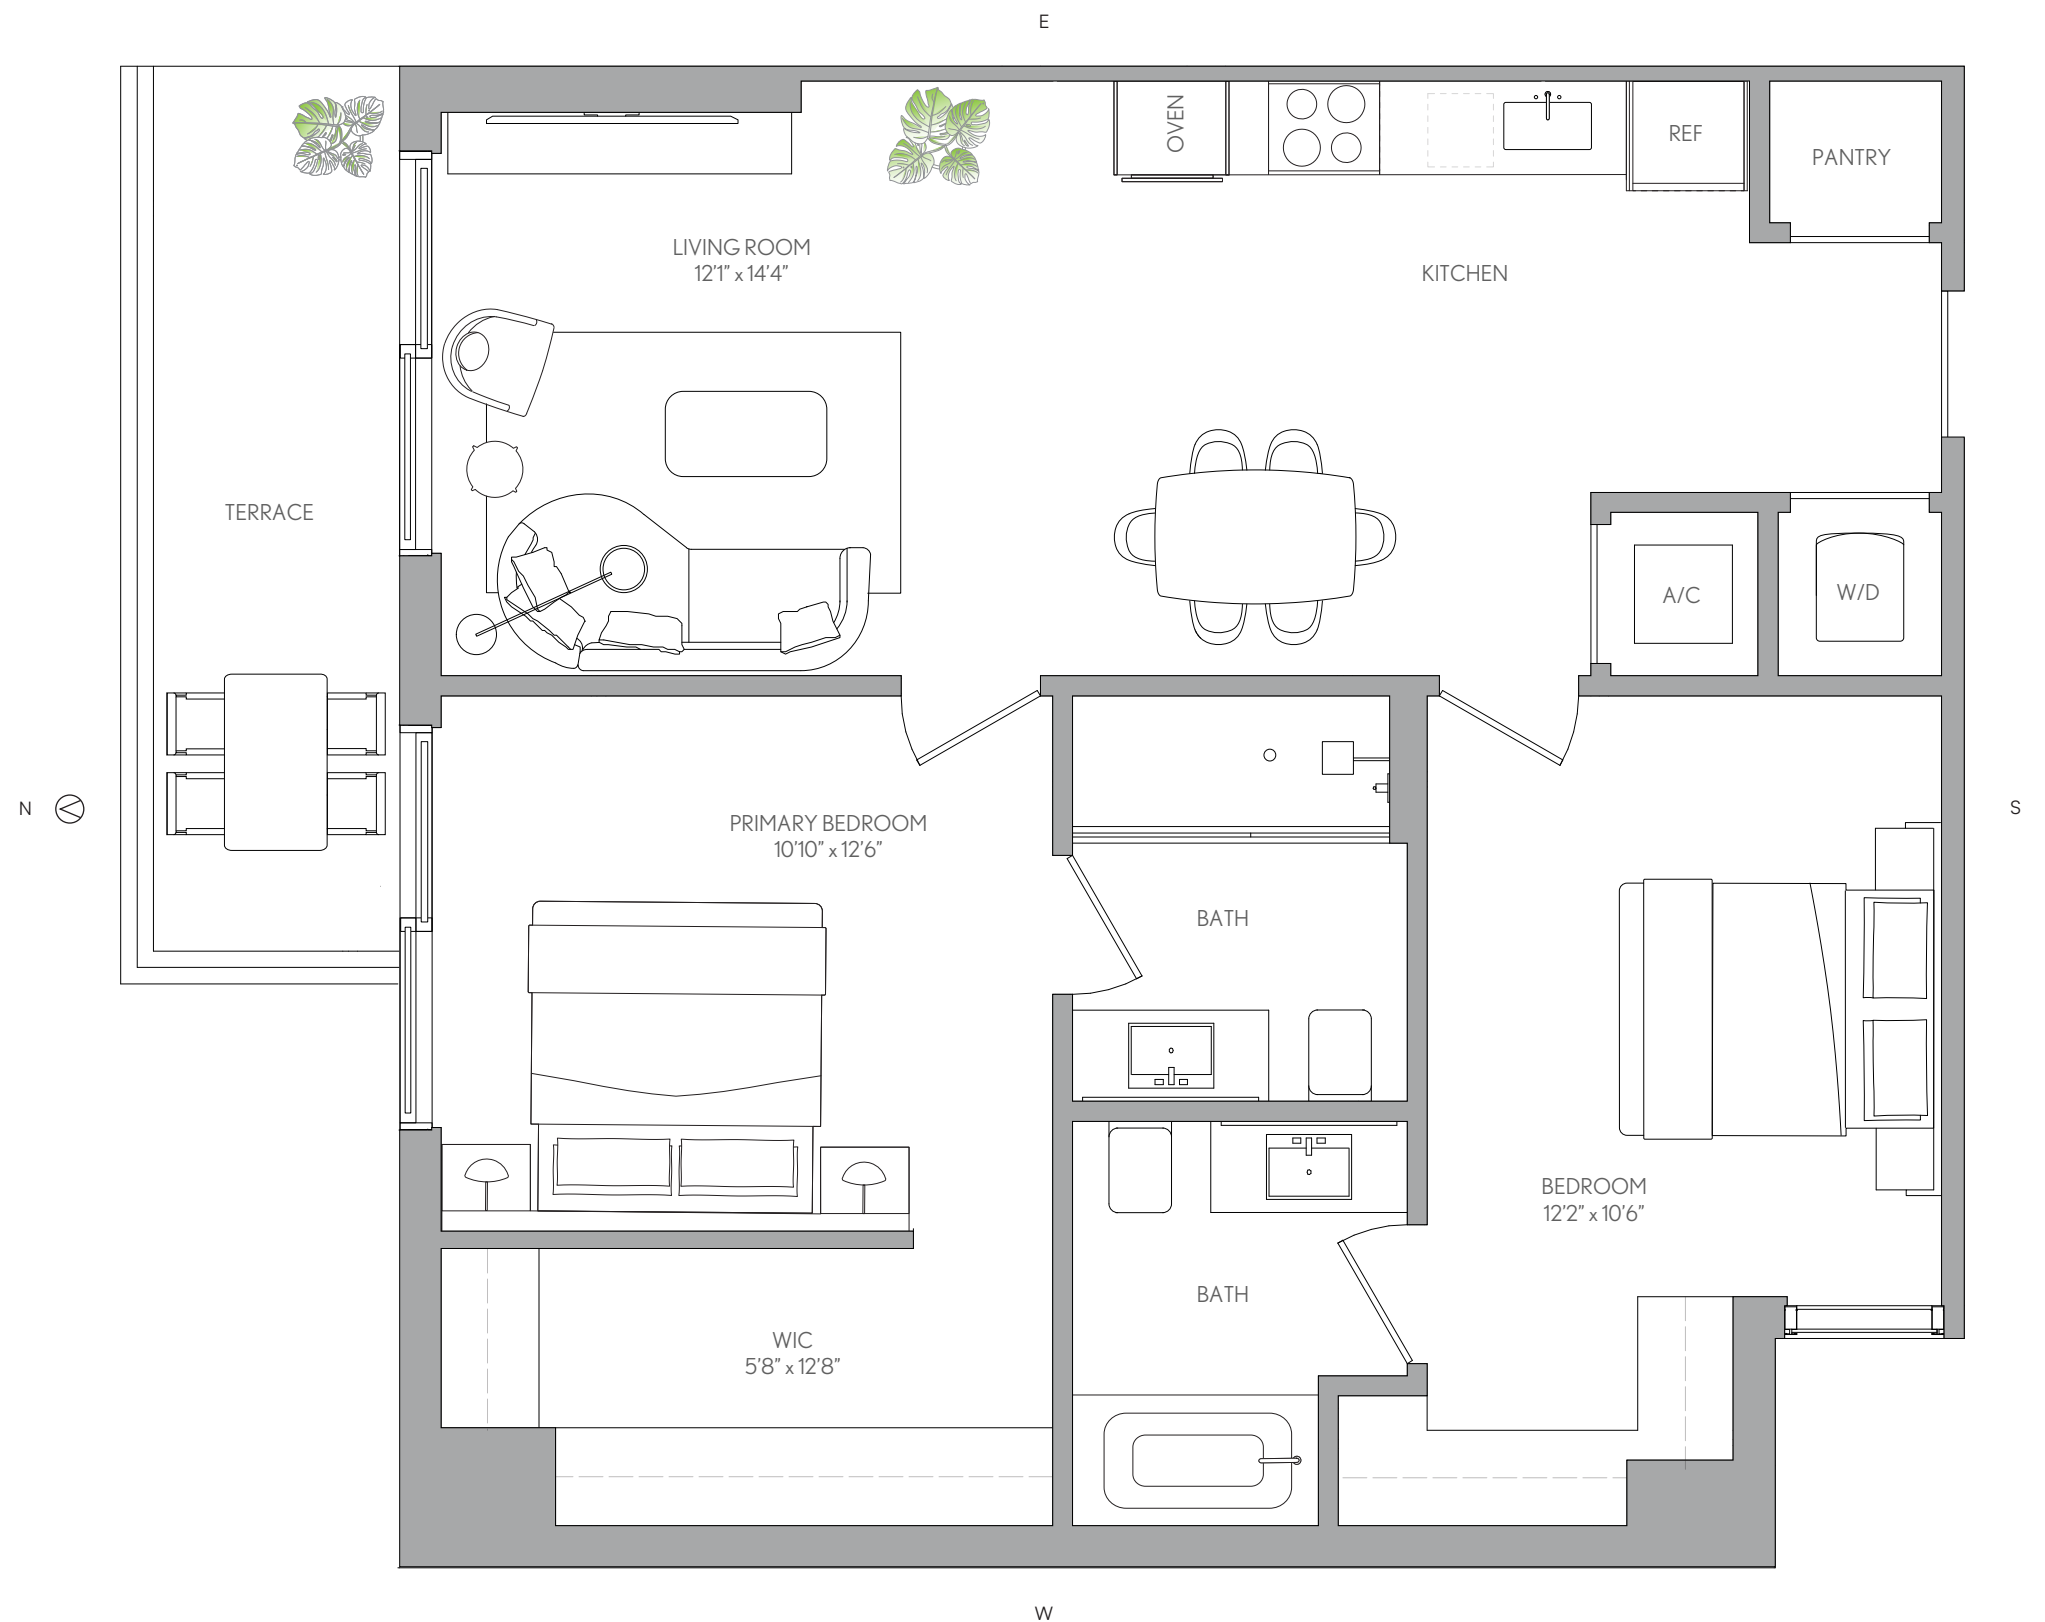 E
OVEN
REF
PANTRY
LIVING ROOM
12'1" x 14'4"
KITCHEN
TERRACE
A/C
W/D
N
S
PRIMARY BEDROOM
10'10" x 12'6"
BATH
BEDROOM
12'2" x 10'6"
BATH
WIC
5'8" x 12'8"
W